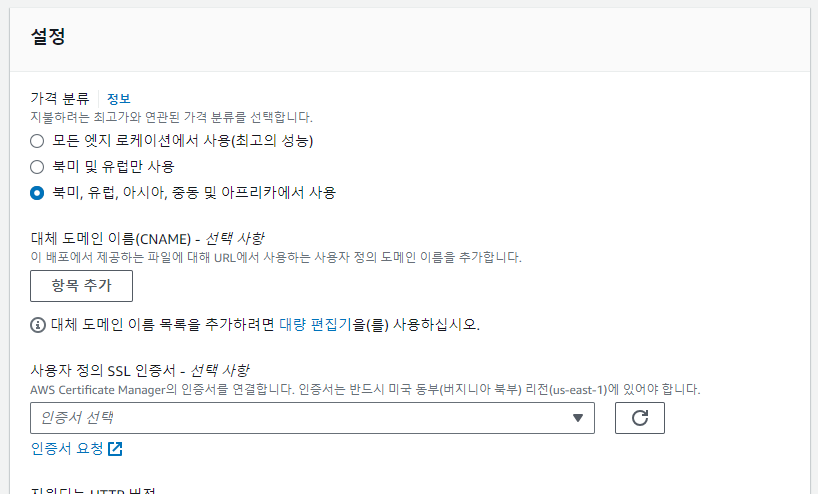 설정
가격 분류 정보
지불하려는 최고가와 연관된 가격 분류를 선택합니다.
모든 엣지 로케이션에서 사용(최고의 성능)
북미 및 유럽만 사용
북미, 유럽, 아시아, 중동 및 아프리카에서 사용
대체 도메인 이름(CNAME) - 선택 사항
이 배포에서 제공하는 파일에 대해 URL에서 사용하는 사용자 정의 도메인 이름을 추가합니다.
항목 추가
대체 도메인 이름 목록을 추가하려면 대량 편집기을(를) 사용하십시오.
사용자 정의 SSL 인증서 - 선택 사항
AWS Certificate Manager의 인증서를 연결합니다. 인증서는 반드시 미국 동부(버지니아 북부) 리전(us-east-1)에 있어야 합니다.
인증서 선택
인증서 요청
지원되는 HTTP 버전